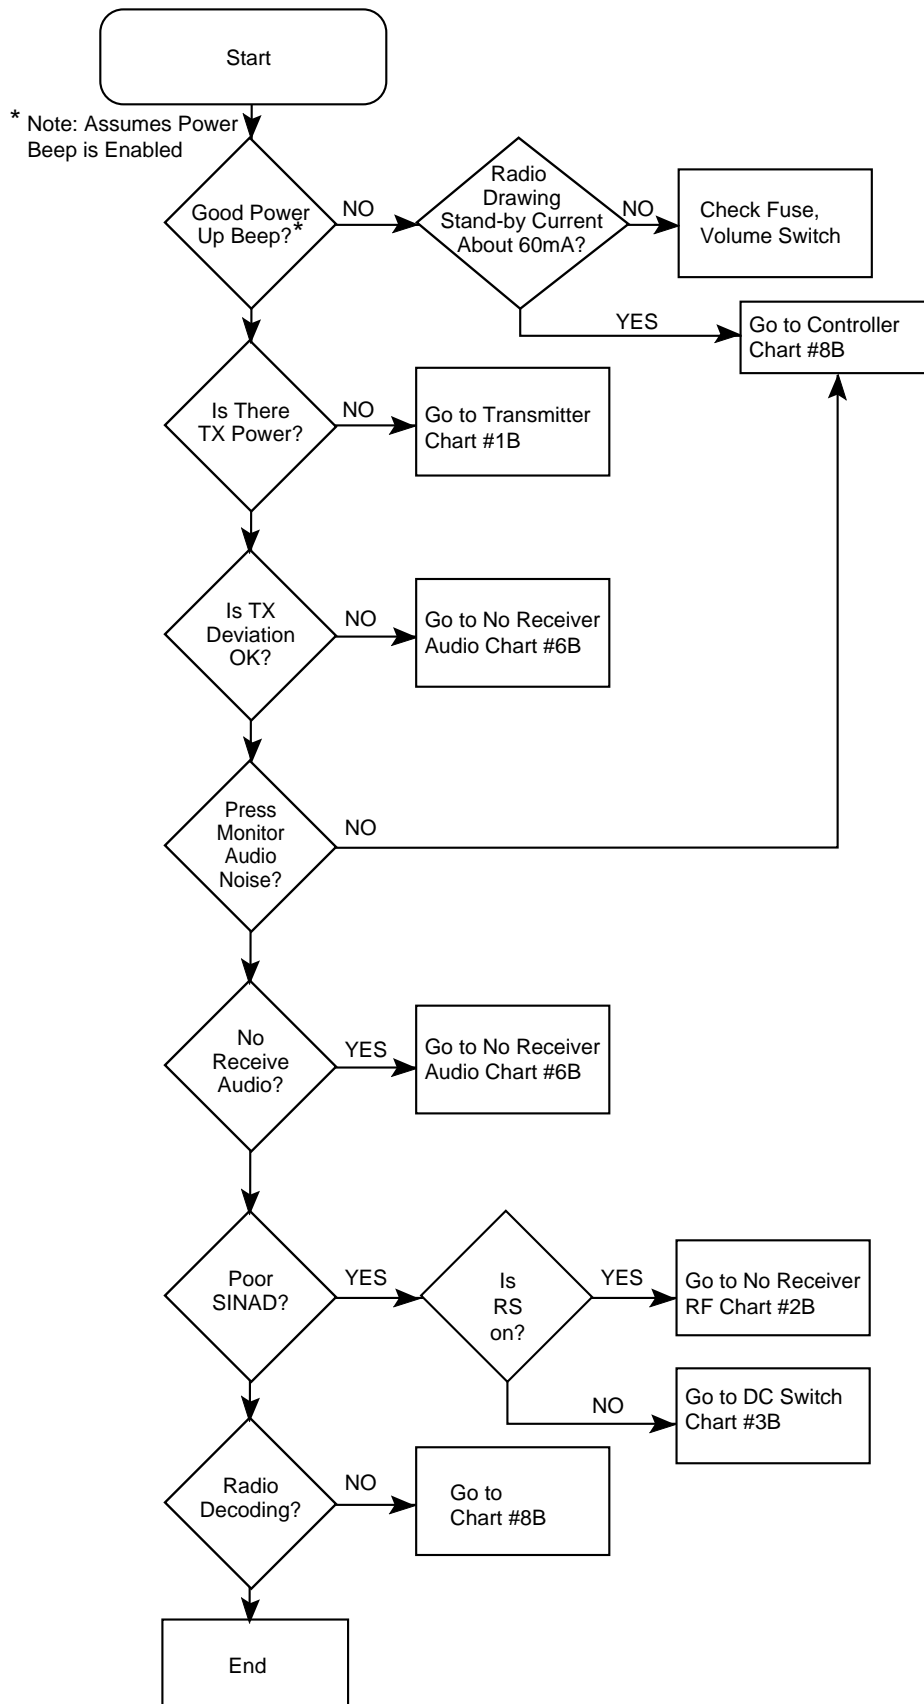 Start
* Note: Assumes Power
Beep is Enabled
Good Power
Up Beep?*
NO
Radio
Drawing
Stand-by Current
About 60mA?
NO
Check Fuse,
Volume Switch
YES
Go to Controller
Chart #8B
Is There
TX Power?
NO
Go to Transmitter
Chart #1B
Is TX
Deviation
OK?
NO
Go to No Receiver
Audio Chart #6B
Press
Monitor
Audio
Noise?
NO
No
Receive
Audio?
YES
Go to No Receiver
Audio Chart #6B
Poor
SINAD?
YES
Is
RS
on?
YES
Go to No Receiver
RF Chart #2B
NO
Go to DC Switch
Chart #3B
Radio
Decoding?
NO
Go to
Chart #8B
End